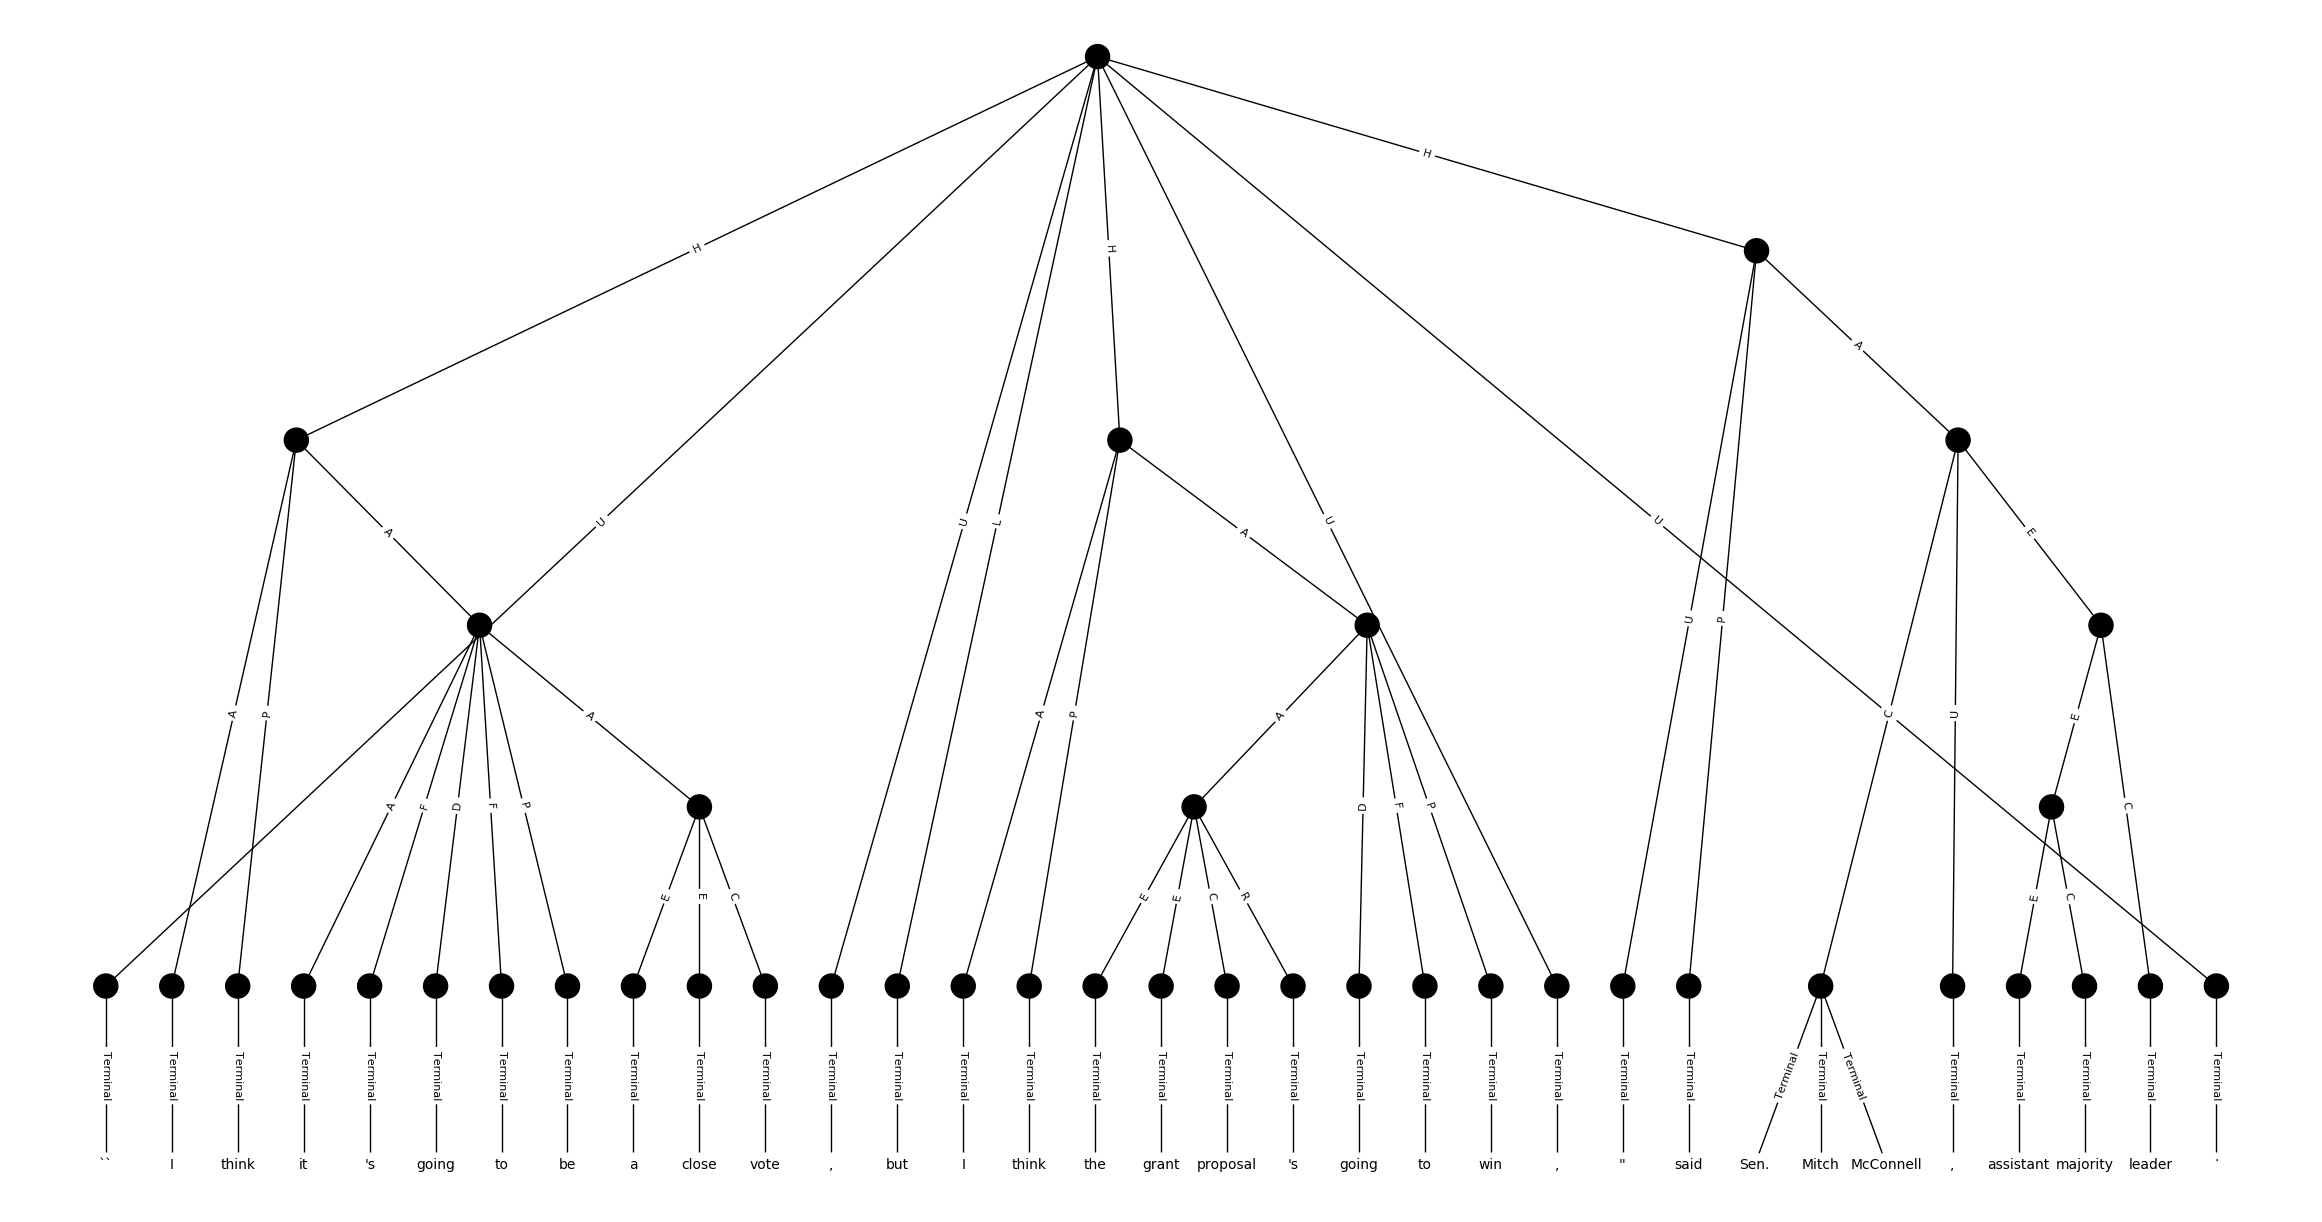 H
H
H
A
A
U
L
U
U
U
A
E
U
P
A
P
A
A
P
A
C
U
E
A
F
D
F
P
D
F
P
C
E
E
C
E
E
C
R
E
C
Terminal Terminal Terminal Terminal Terminal Terminal Terminal Terminal Terminal Terminal Terminal Terminal Terminal Terminal Terminal Terminal Terminal Terminal Terminal Terminal Terminal Terminal Terminal Terminal Terminal Terminal Terminal Terminal Terminal Terminal Terminal Terminal Terminal
`` I think it 's going to be a close vote , but I think the grant proposal 's going to win , " said Sen. Mitch McConnell , assistant majority leader .